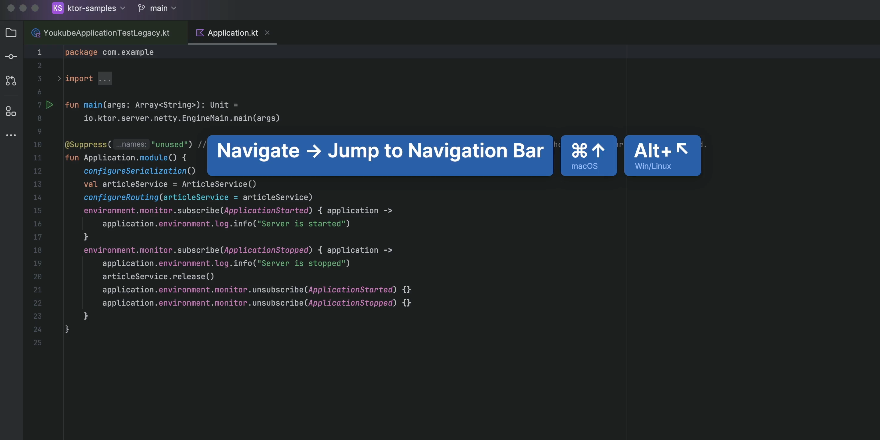 KS ktor-samples main
YoukubeApplicationTestLegacy.kt Application.kt
1 package com.example
2
3 import ...
6
7 fun main(args: Array<String>): Unit =
8 io.ktor.server.netty.EngineMain.main(args)
9
10 @Suppress( ...names: "unused") //
Navigate → Jump to Navigation Bar
⌘↑
macOS
Alt+↖
Win/Linux
11 fun Application.module() {
12 configureSerialization()
13 val articleService = ArticleService()
14 configureRouting(articleService = articleService)
15 environment.monitor.subscribe(ApplicationStarted) { application ->
16 application.environment.log.info("Server is started")
17 }
18 environment.monitor.subscribe(ApplicationStopped) { application ->
19 application.environment.log.info("Server is stopped")
20 articleService.release()
21 application.environment.monitor.unsubscribe(ApplicationStarted) {}
22 application.environment.monitor.unsubscribe(ApplicationStopped) {}
23 }
24 }
25